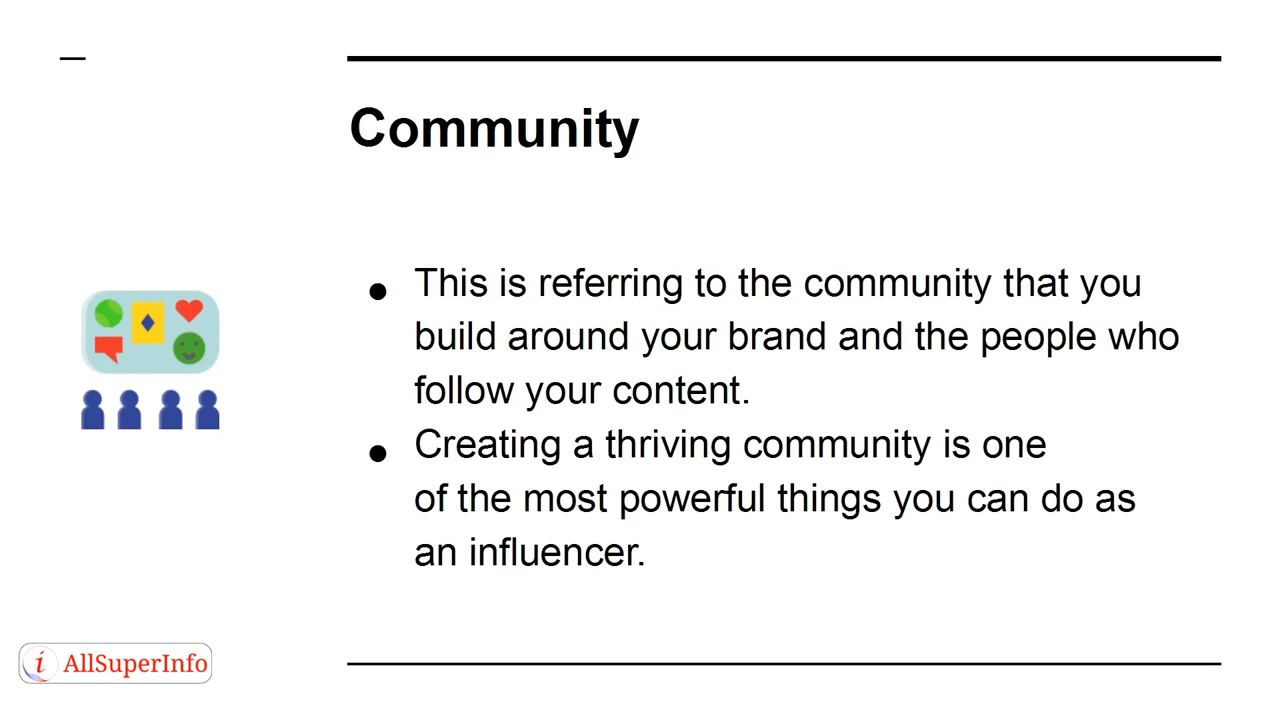 Community
● This is referring to the community that you
build around your brand and the people who
follow your content.
● Creating a thriving community is one
of the most powerful things you can do as
an influencer.
i AllSuperInfo